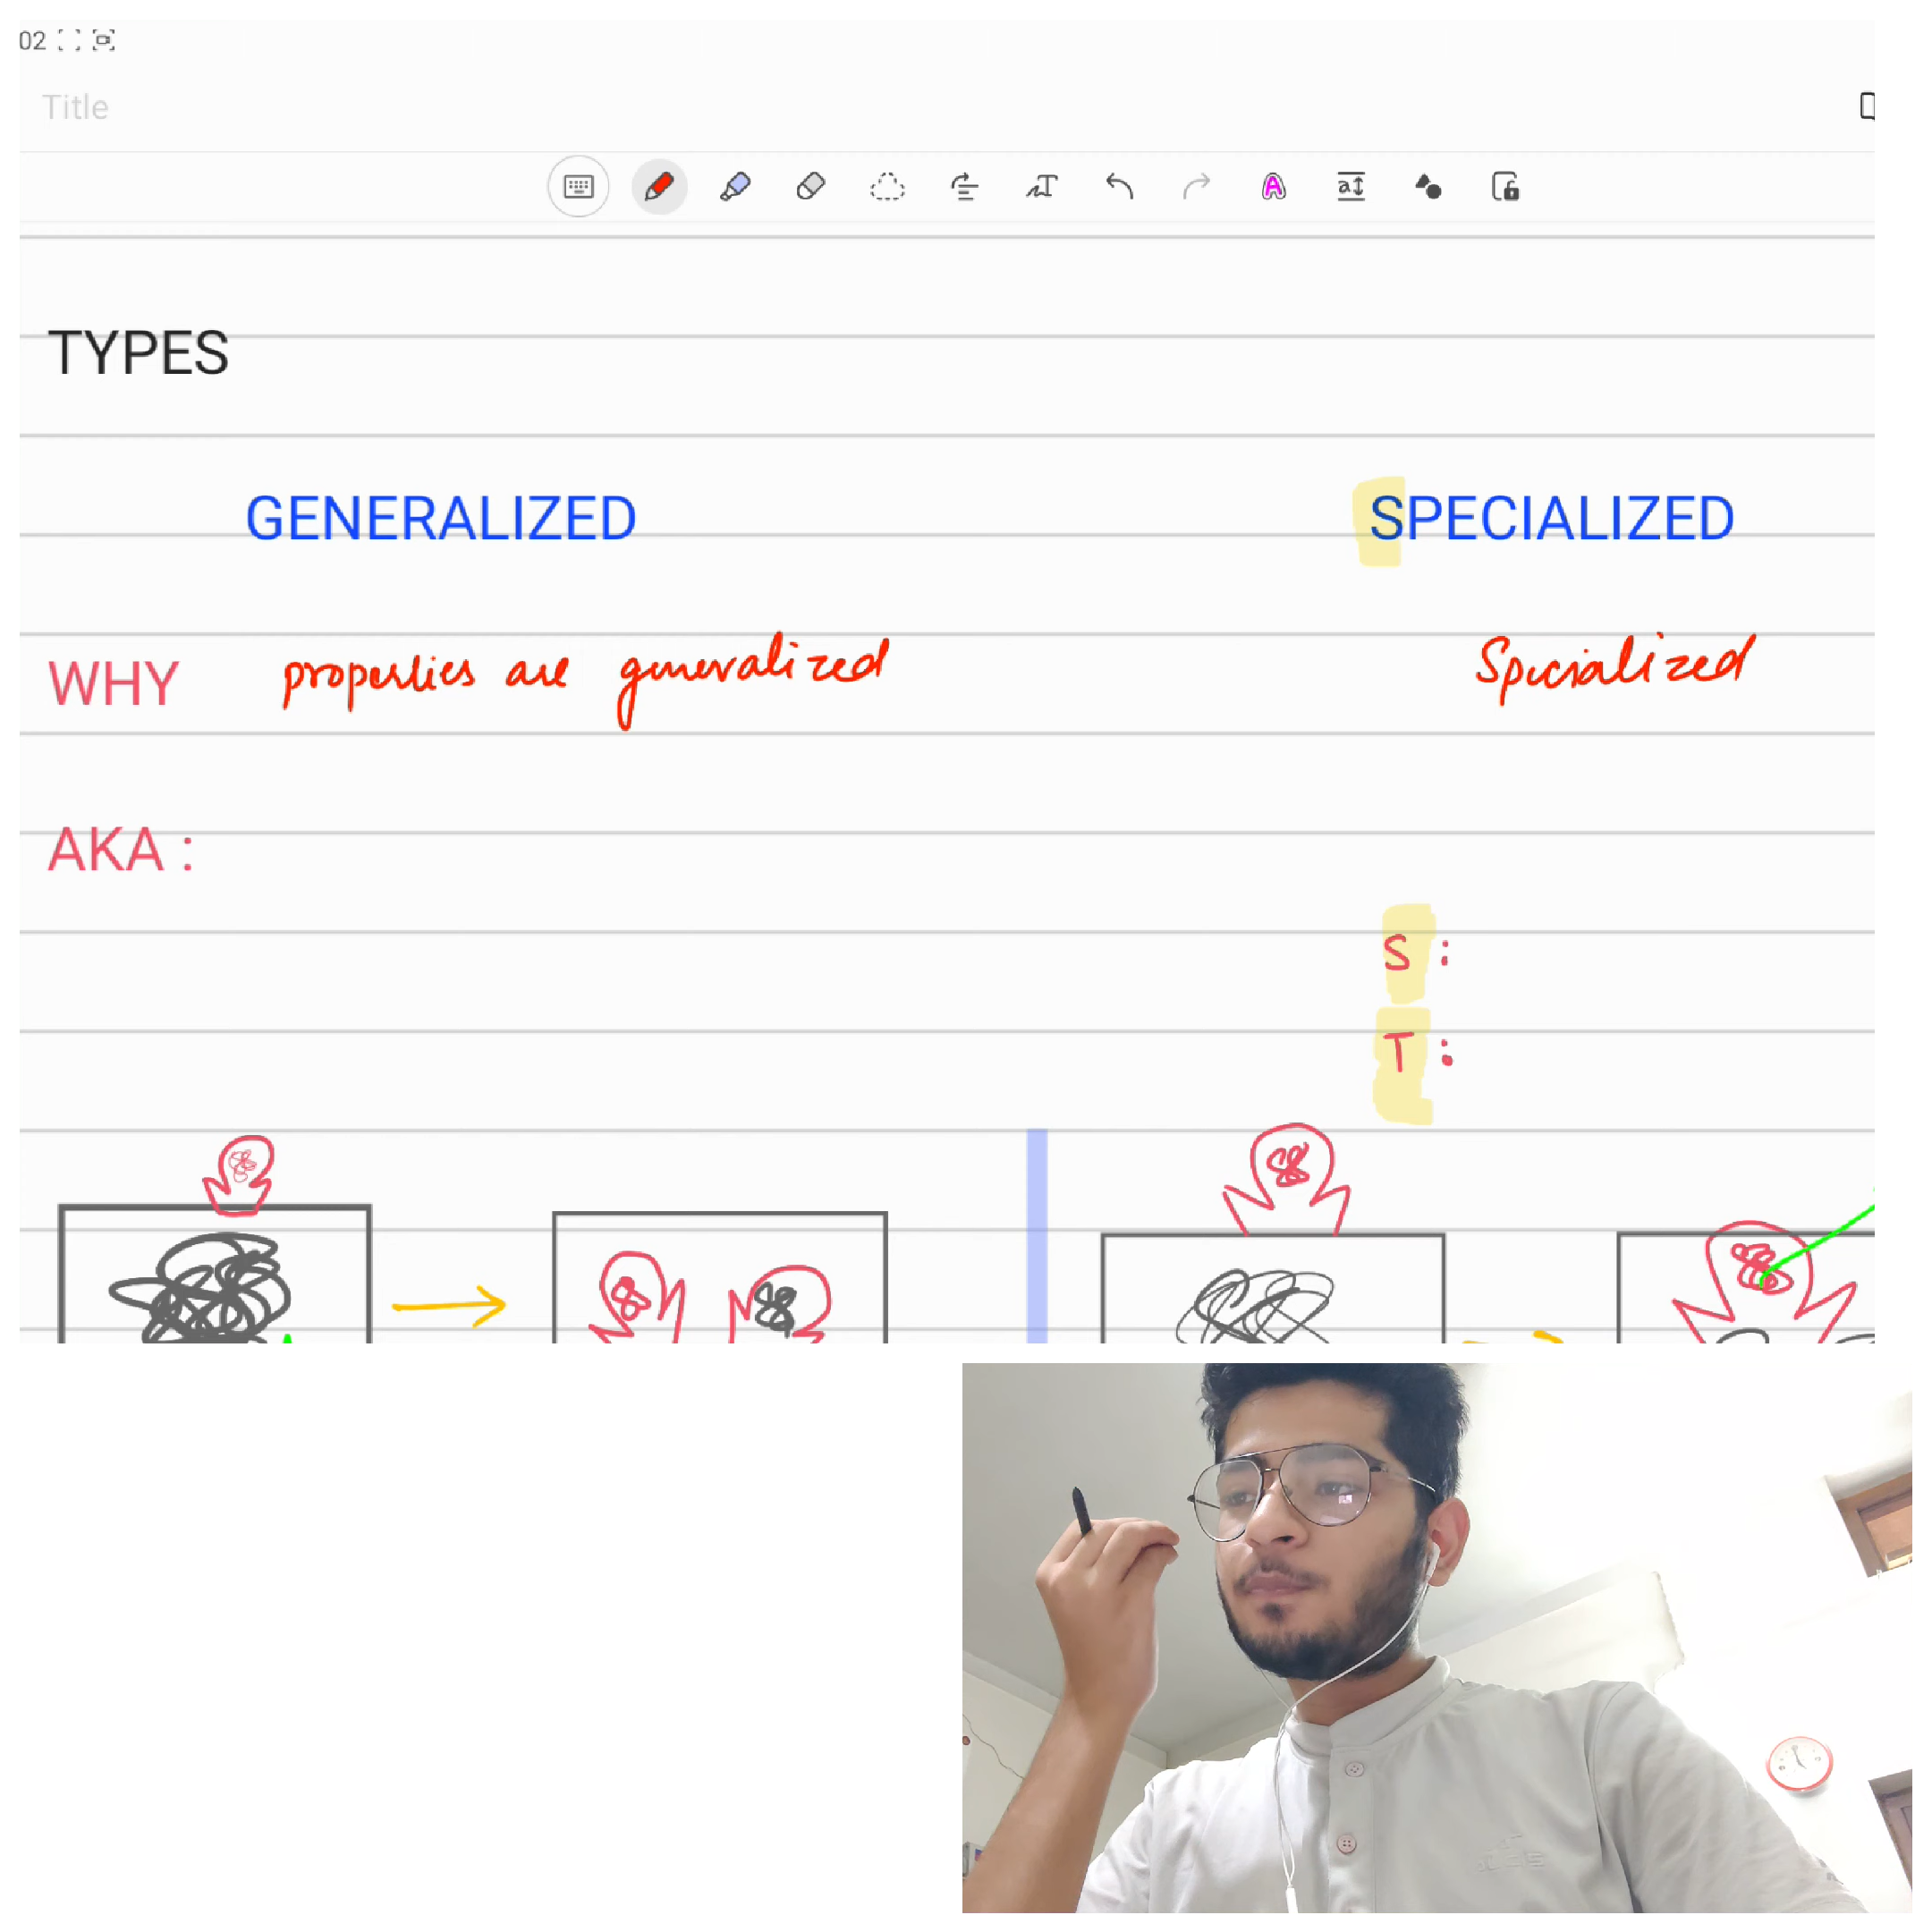 02
Title
TYPES
GENERALIZED SPECIALIZED
WHY properties are generalized Specialized
AKA :
S :
T :